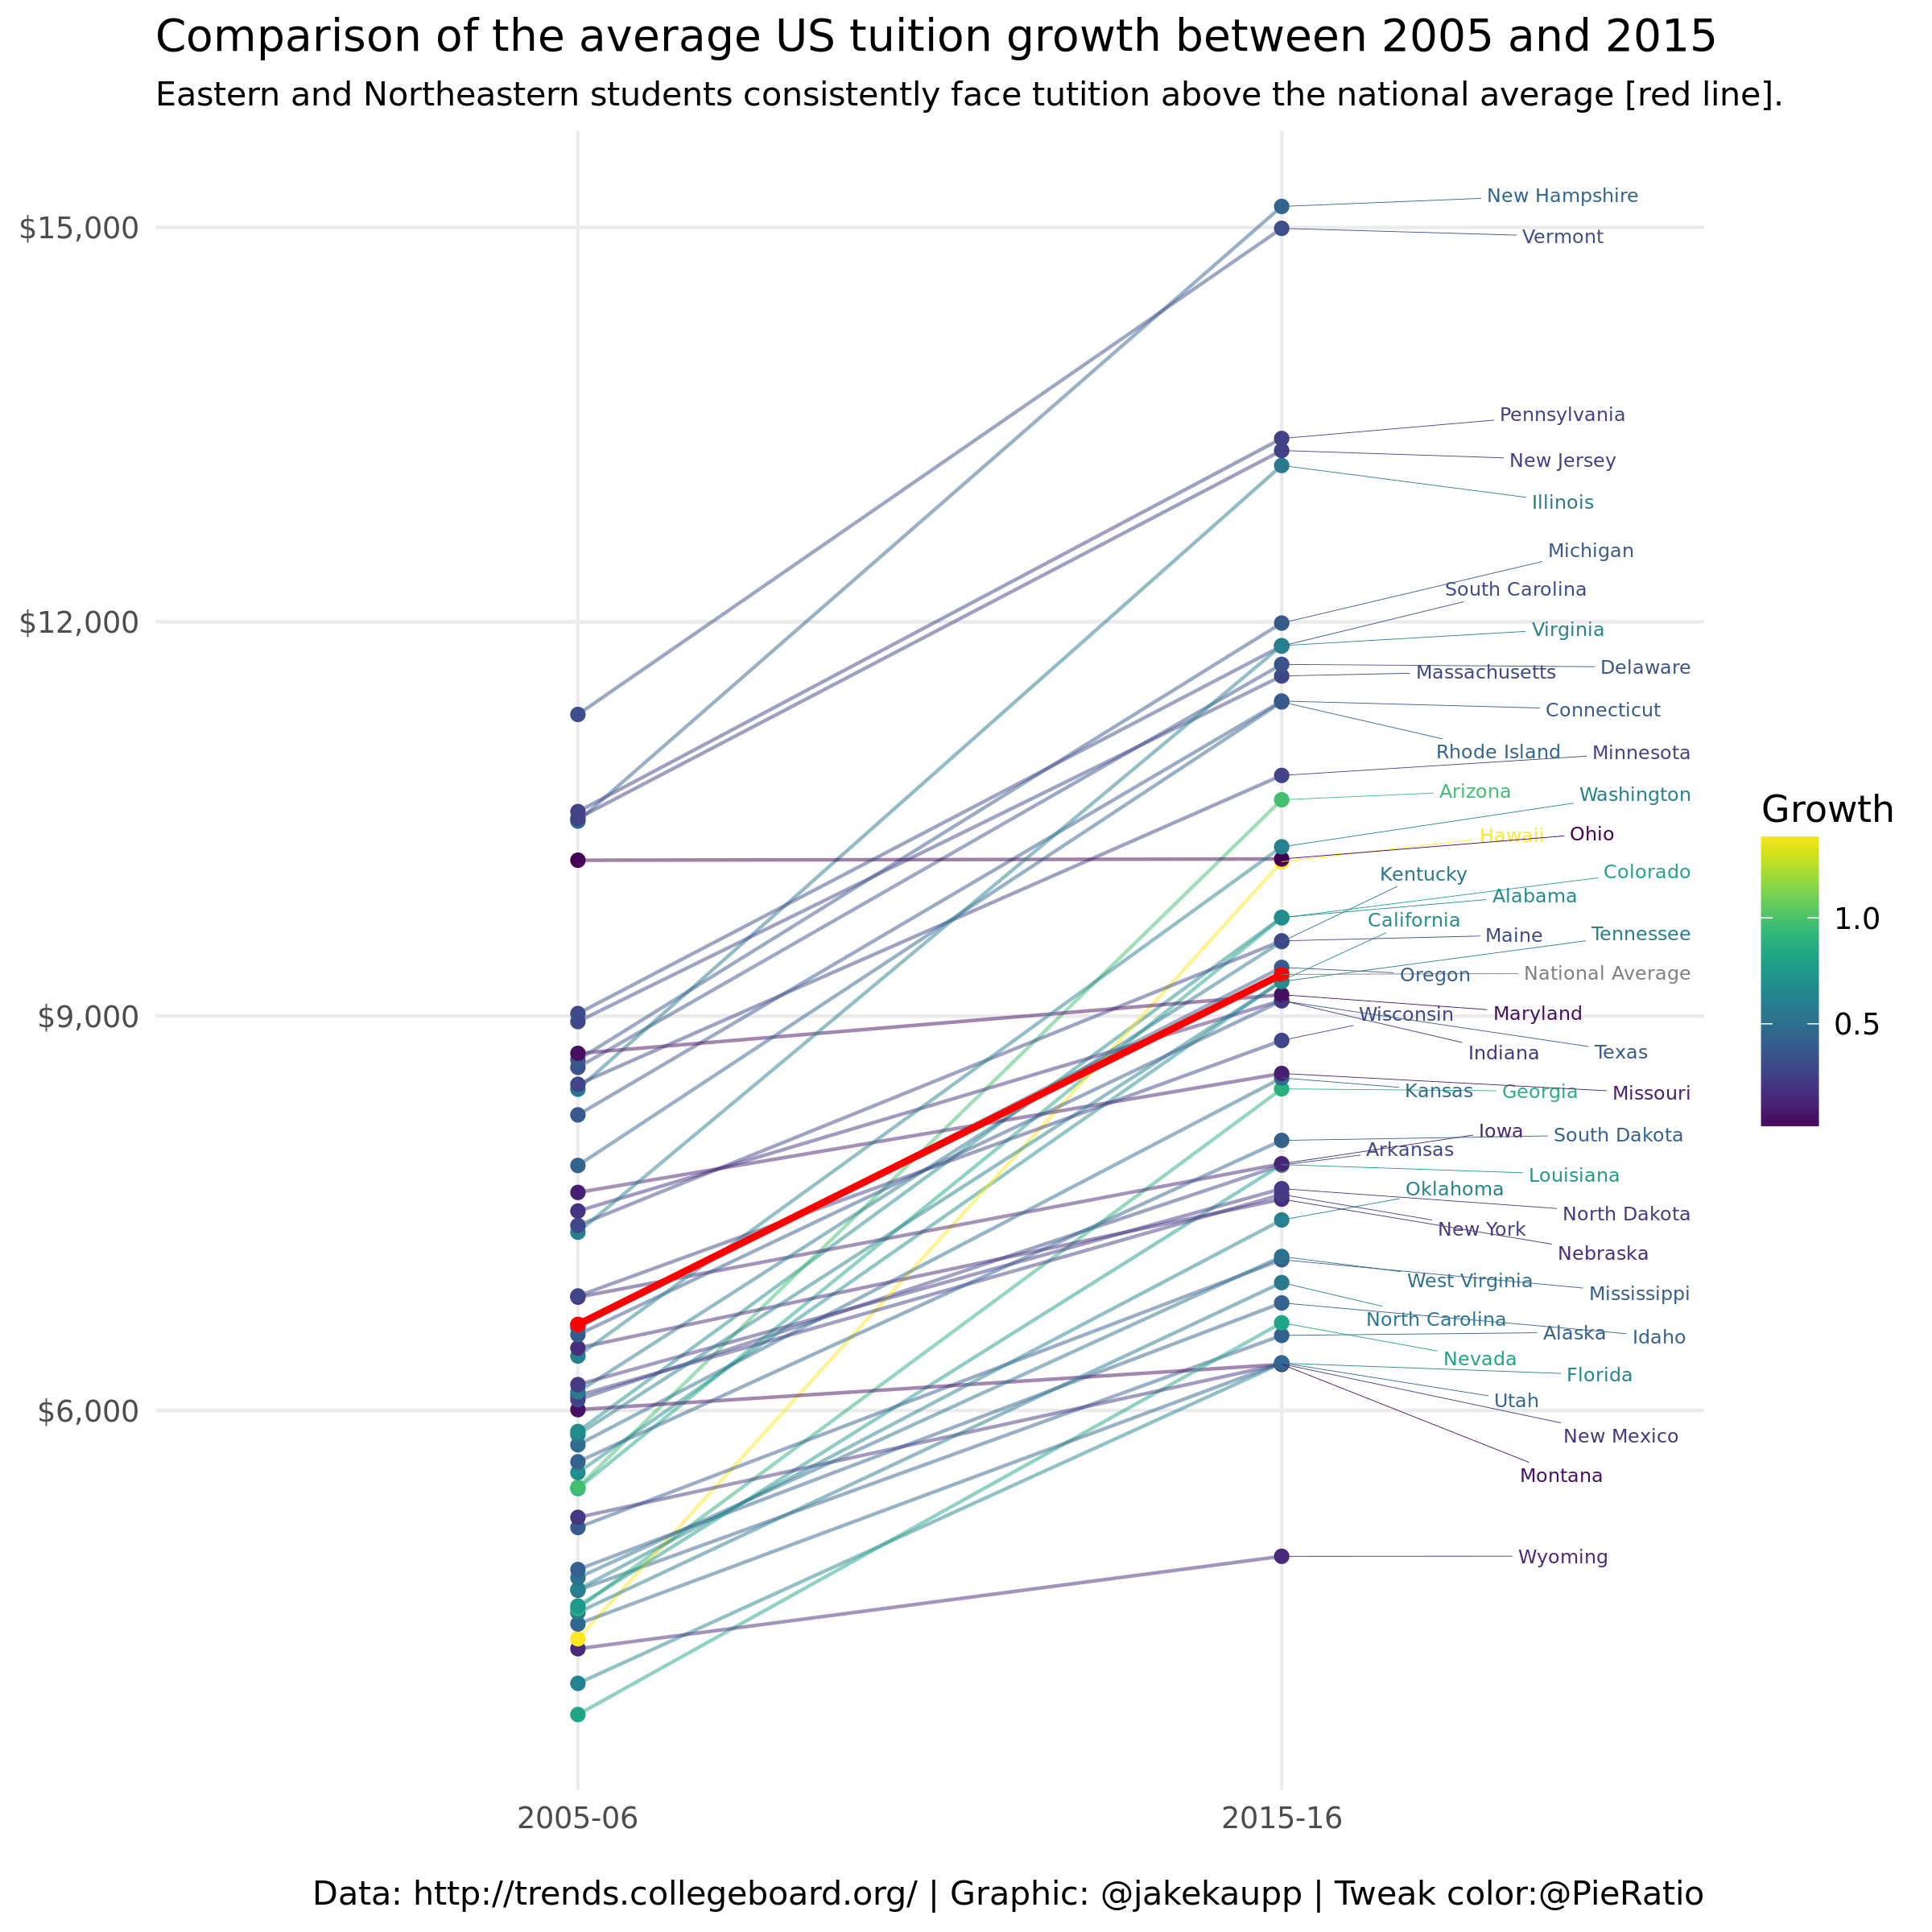 Comparison of the average US tuition growth between 2005 and 2015
Eastern and Northeastern students consistently face tutition above the national average [red line].
$15,000
$12,000
$9,000
$6,000
New Hampshire
Vermont
Pennsylvania
New Jersey
Illinois
Michigan
South Carolina
Virginia
Delaware
Massachusetts
Connecticut
Rhode Island
Minnesota
Arizona
Washington
Hawaii
Ohio
Kentucky
Colorado
Alabama
California
Maine
Tennessee
Oregon
National Average
Wisconsin
Maryland
Indiana
Texas
Kansas
Georgia
Missouri
Iowa
South Dakota
Arkansas
Louisiana
Oklahoma
North Dakota
New York
Nebraska
West Virginia
Mississippi
North Carolina
Alaska
Idaho
Nevada
Florida
Utah
New Mexico
Montana
Wyoming
Growth
1.0
0.5
2005-06
2015-16
Data: http://trends.collegeboard.org/ | Graphic: @jakekaupp | Tweak color:@PieRatio